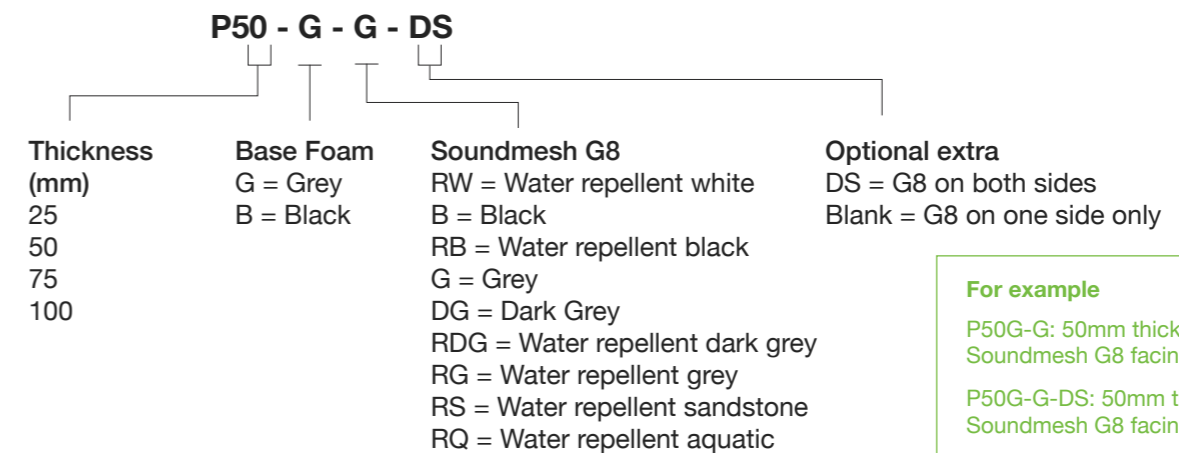 P50 - G - G - DS
Thickness
(mm)
25
50
75
100
Base Foam
G = Grey
B = Black
Soundmesh G8
RW = Water repellent white
B = Black
RB = Water repellent black
G = Grey
DG = Dark Grey
RDG = Water repellent dark grey
RG = Water repellent grey
RS = Water repellent sandstone
RQ = Water repellent aquatic
Optional extra
DS = G8 on both sides
Blank = G8 on one side only
For example
P50G-G: 50mm thick
Soundmesh G8
P50G-G-DS: 50mm
Soundmesh G8